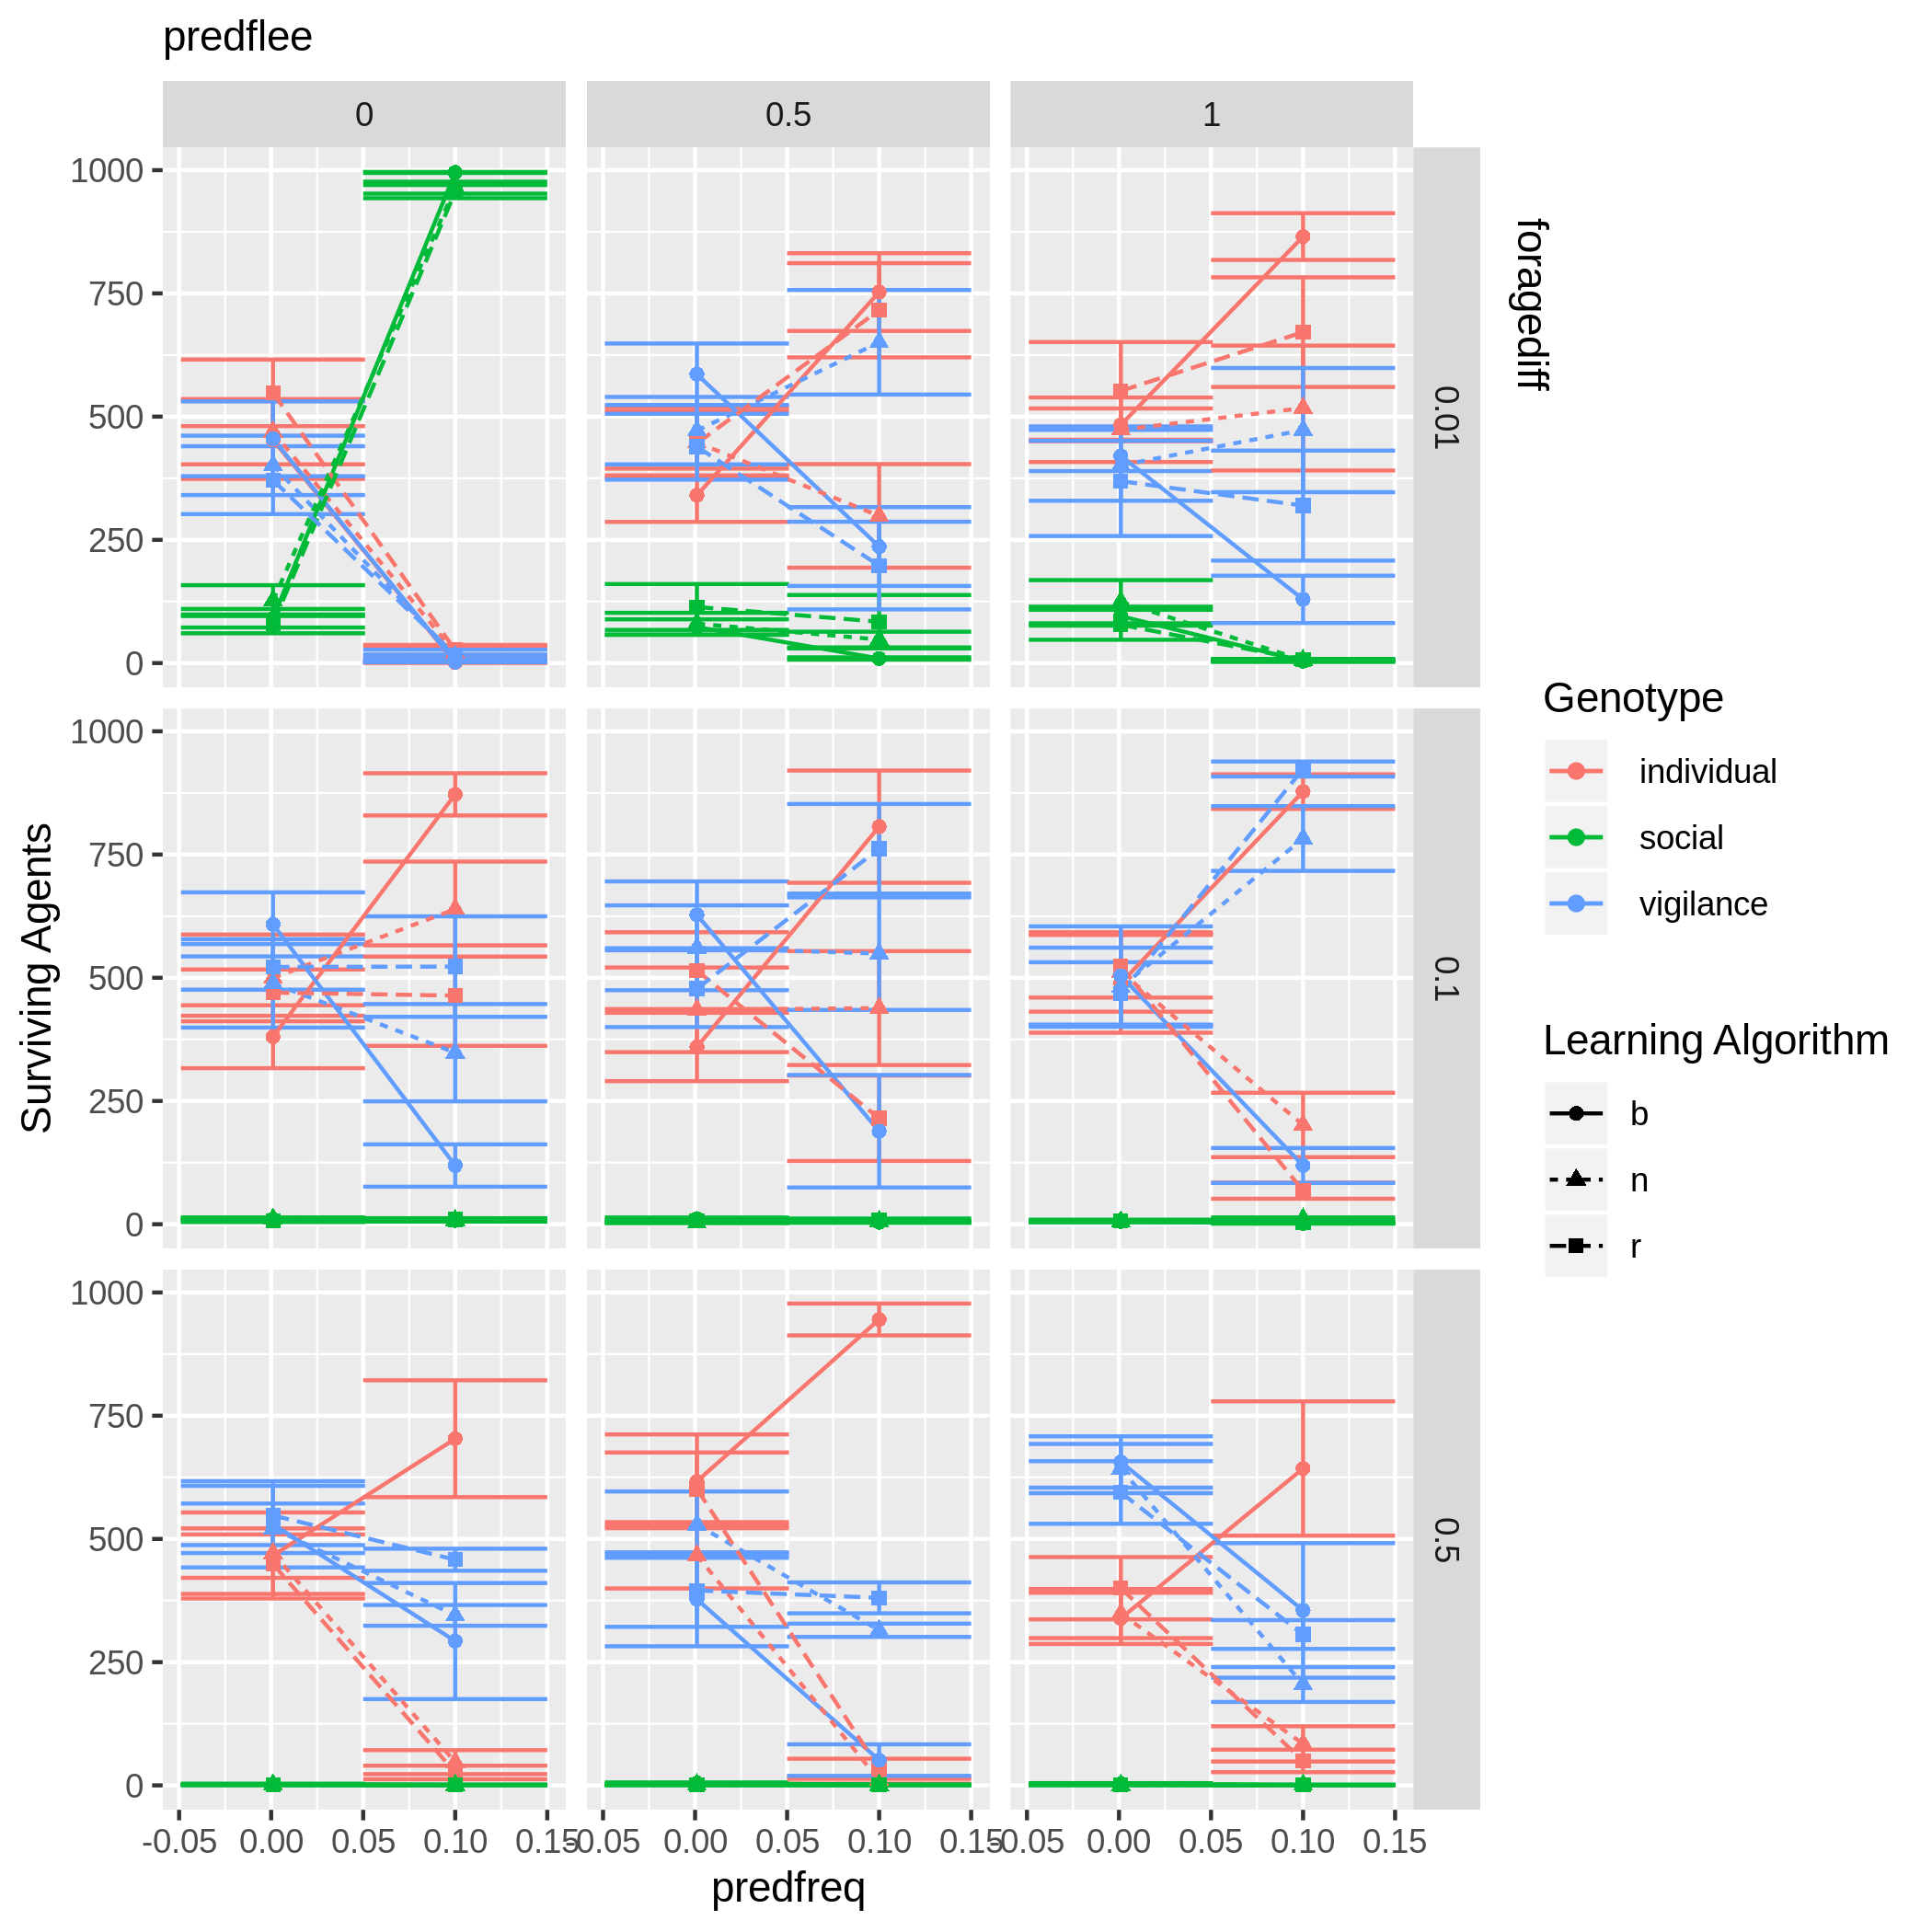 predflee
0 0.5 1
foragediff
0.01
0.1
0.5
1000
750
500
250
0
1000
750
500
250
0
1000
750
500
250
0
Surviving Agents
-0.05 0.00 0.05 0.10 0.15 -0.05 0.00 0.05 0.10 0.15 -0.05 0.00 0.05 0.10 0.15
predfreq
Genotype
individual
social
vigilance
Learning Algorithm
b
n
r